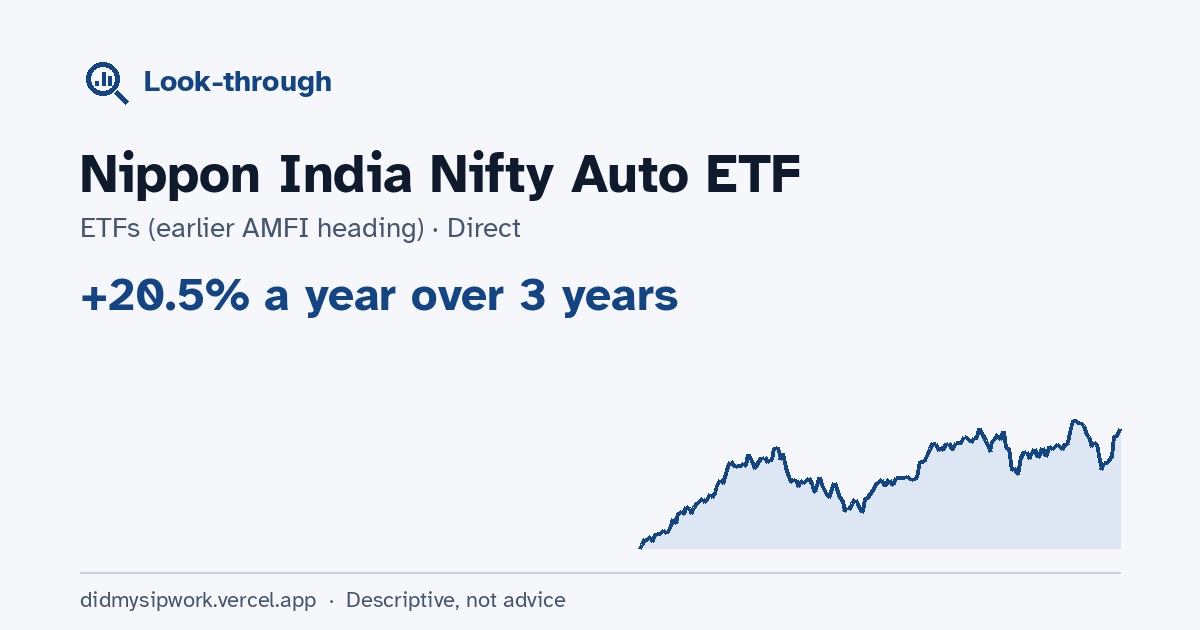 Look-through
Nippon India Nifty Auto ETF
ETFs (earlier AMFI heading) · Direct
+20.5% a year over 3 years
didmysipwork.vercel.app · Descriptive, not advice